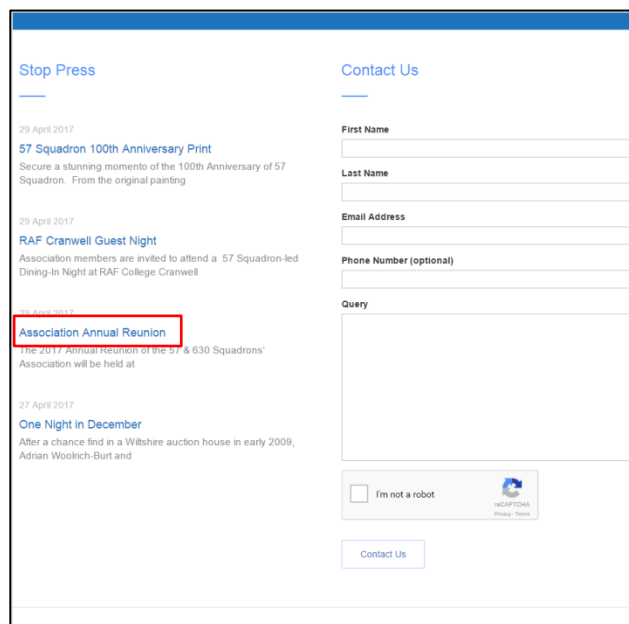 Stop Press
29 April 2017
57 Squadron 100th Anniversary Print
Secure a stunning momento of the 100th Anniversary of 57
Squadron. From the original painting
29 April 2017
RAF Cranwell Guest Night
Association members are invited to attend a 57 Squadron-led
Dining-In Night at RAF College Cranwell
29 April 2017
Association Annual Reunion
The 2017 Annual Reunion of the 57 & 630 Squadrons'
Association will be held at
27 April 2017
One Night in December
After a chance find in a Wiltshire auction house in early 2009,
Adrian Woolrich-Burt and
Contact Us
First Name
Last Name
Email Address
Phone Number (optional)
Query
I'm not a robot
reCAPTCHA
Privacy - Terms
Contact Us